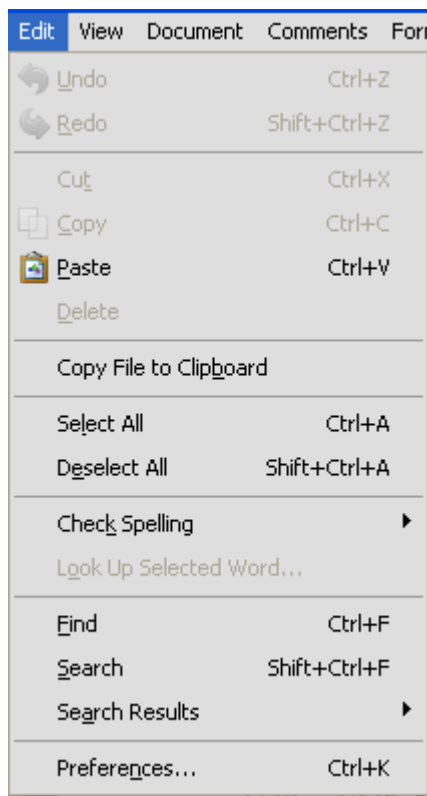 Edit View Document Comments
Undo Ctrl+Z
Redo Shift+Ctrl+Z
Cut Ctrl+X
Copy Ctrl+C
Paste Ctrl+V
Delete
Copy File to Clipboard
Select All Ctrl+A
Deselect All Shift+Ctrl+A
Check Spelling
Look Up Selected Word...
Find Ctrl+F
Search Shift+Ctrl+F
Search Results
Preferences... Ctrl+K